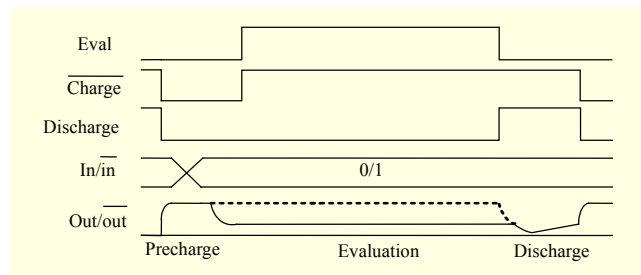 Eval
Charge
Discharge
In/in
0/1
Out/out
Precharge Evaluation Discharge